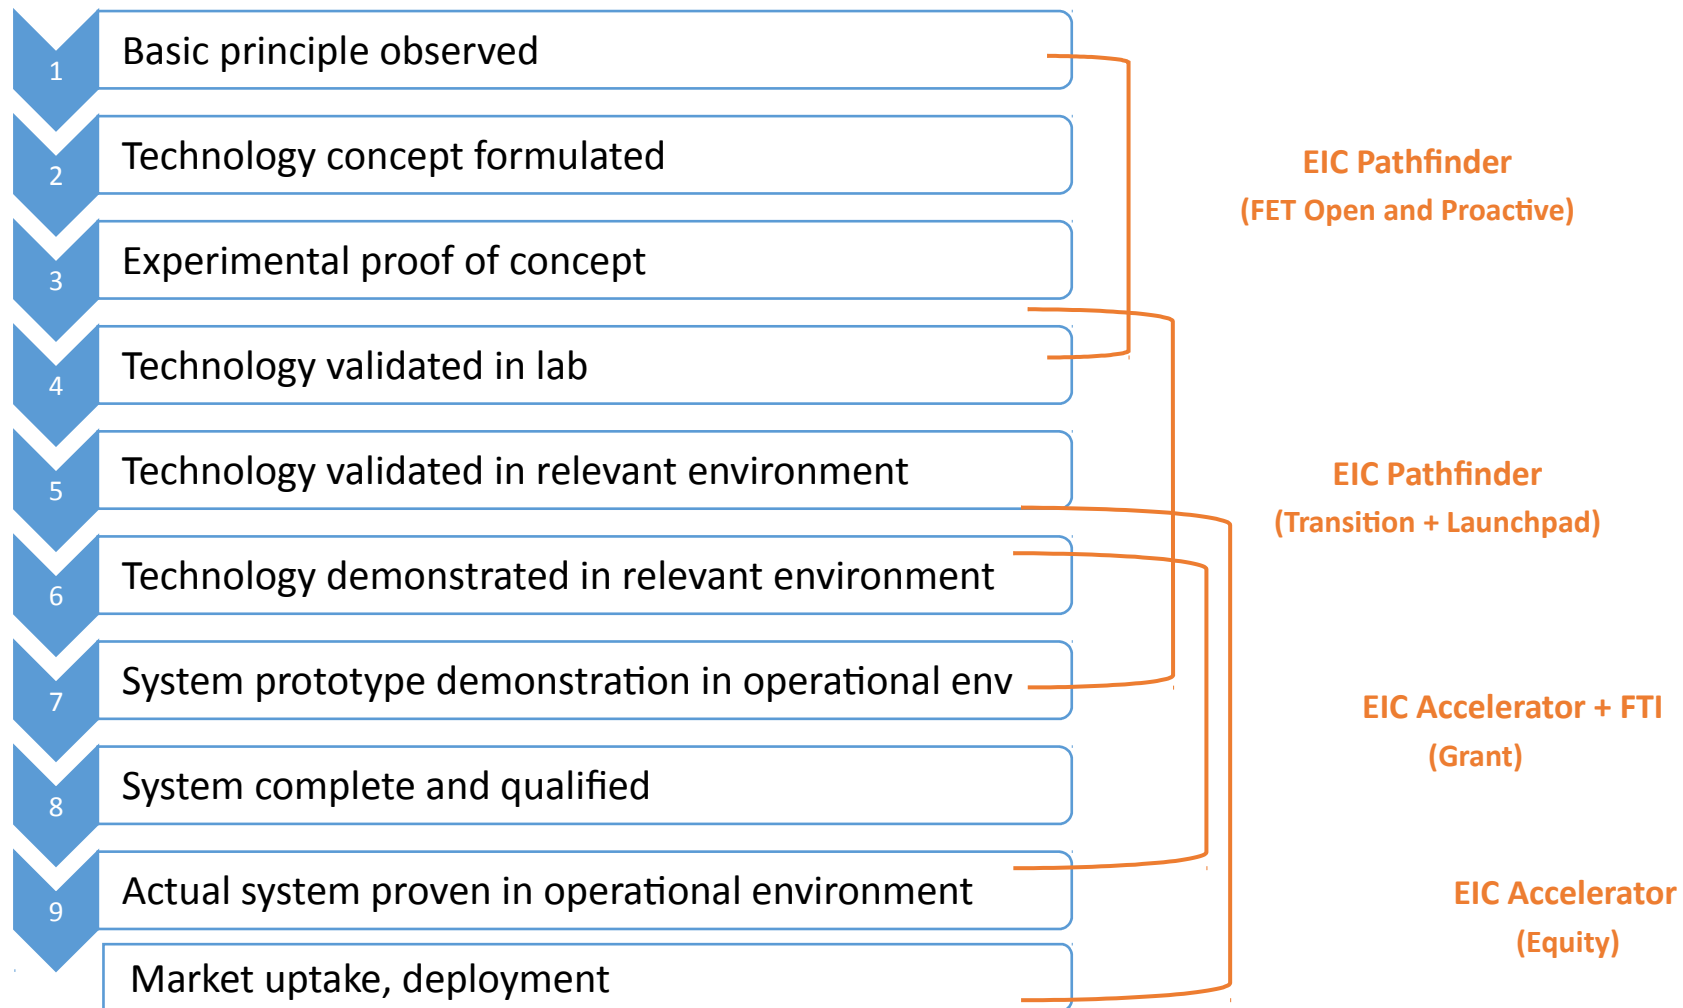 1
Basic principle observed
2
Technology concept formulated
EIC Pathfinder
(FET Open and Proactive)
3
Experimental proof of concept
4
Technology validated in lab
5
Technology validated in relevant environment
EIC Pathfinder
(Transition + Launchpad)
6
Technology demonstrated in relevant environment
7
System prototype demonstration in operational env
EIC Accelerator + FTI
(Grant)
8
System complete and qualified
9
Actual system proven in operational environment
EIC Accelerator
(Equity)
Market uptake, deployment